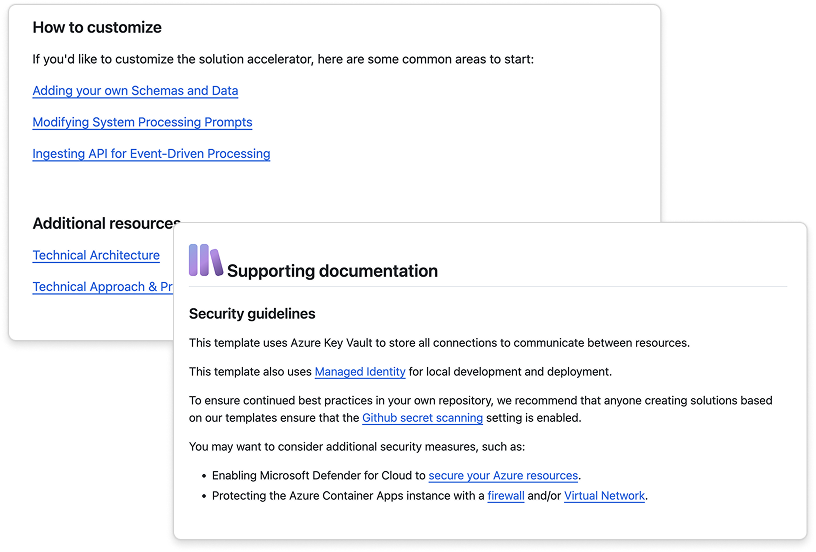 How to customize
If you'd like to customize the solution accelerator, here are some common areas to start:
Adding your own Schemas and Data
Modifying System Processing Prompts
Ingesting API for Event-Driven Processing
Additional resources
Technical Architecture
Technical Approach &
Supporting documentation
Security guidelines
This template uses Azure Key Vault to store all connections to communicate between resources.
This template also uses Managed Identity for local development and deployment.
To ensure continued best practices in your own repository, we recommend that anyone creating solutions based
on our templates ensure that the Github secret scanning setting is enabled.
You may want to consider additional security measures, such as:
• Enabling Microsoft Defender for Cloud to secure your Azure resources.
• Protecting the Azure Container Apps instance with a firewall and/or Virtual Network.